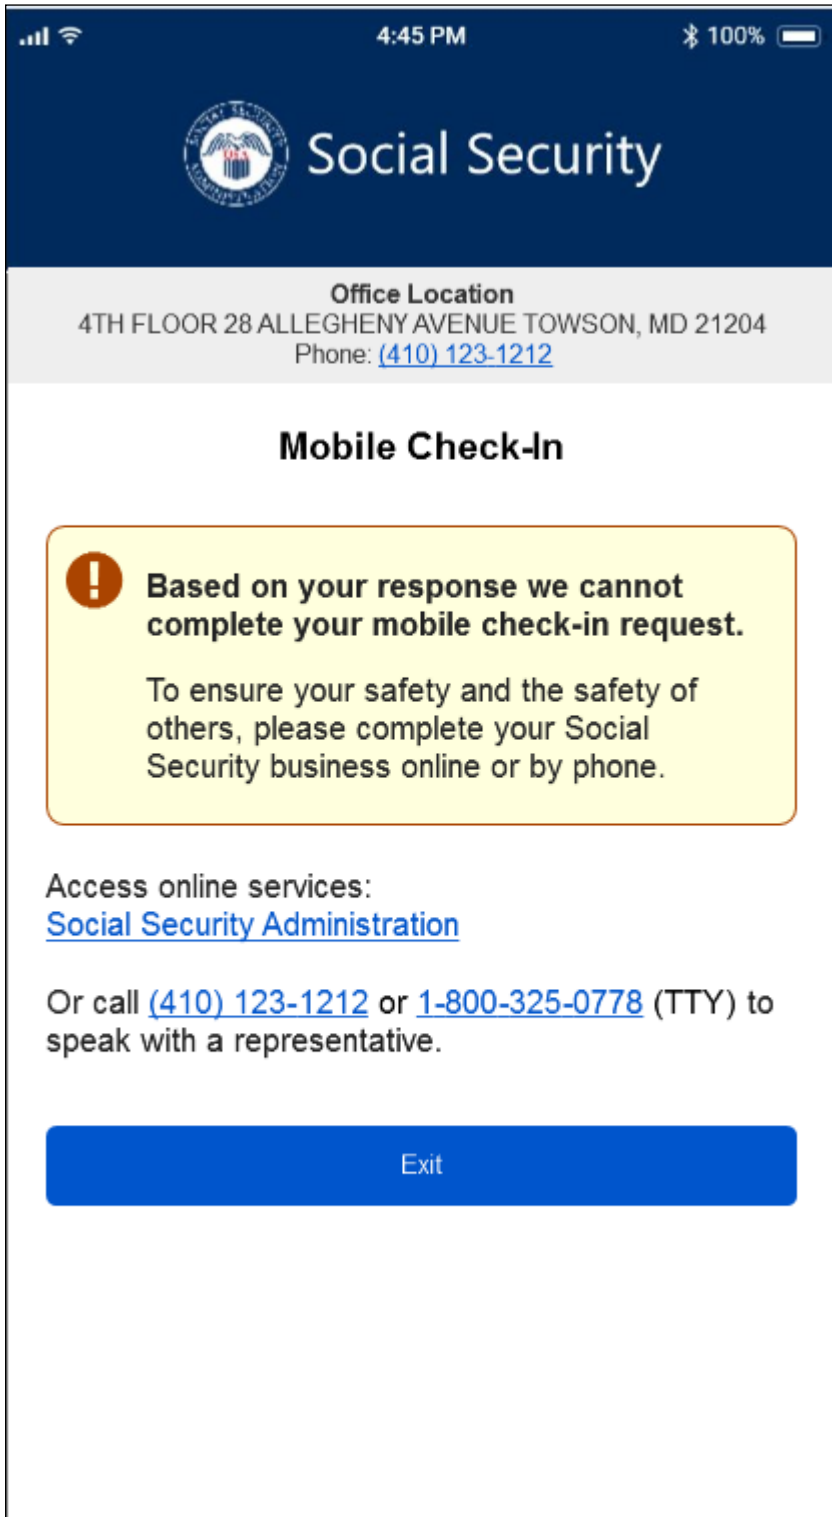 4:45 PM
100%
SOCIAL SECURITY ADMINISTRATION
USA
Social Security
Office Location
4TH FLOOR 28 ALLEGHENY AVENUE TOWSON, MD 21204
Phone: (410) 123-1212
Mobile Check-In
Based on your response we cannot
complete your mobile check-in request.
To ensure your safety and the safety of
others, please complete your Social
Security business online or by phone.
Access online services:
Social Security Administration
Or call (410) 123-1212 or 1-800-325-0778 (TTY) to
speak with a representative.
Exit